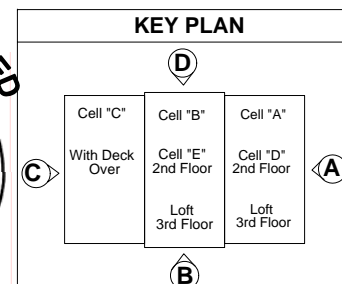 KEY PLAN
ED
D
Cell "C"
Cell "B"
Cell "A"
With Deck
Over
Cell "E"
2nd Floor
Cell "D"
2nd Floor
C
A
Loft
3rd Floor
Loft
3rd Floor
B